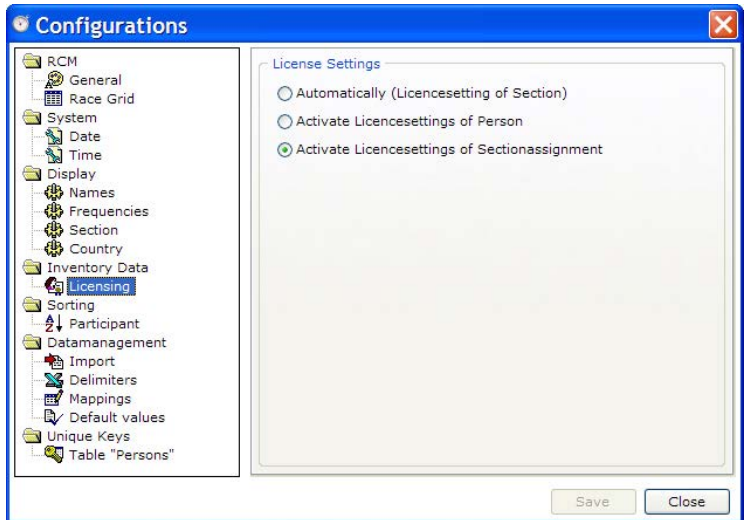 Configurations
RCM
General
Race Grid
System
Date
Time
Display
Names
Frequencies
Section
Country
Inventory Data
Licensing
Sorting
Participant
Datamanagement
Import
Delimiters
Mappings
Default values
Unique Keys
Table "Persons"
License Settings
Automatically (Licencesetting of Section)
Activate Licencesettings of Person
Activate Licencesettings of Sectionassignment
Save
Close